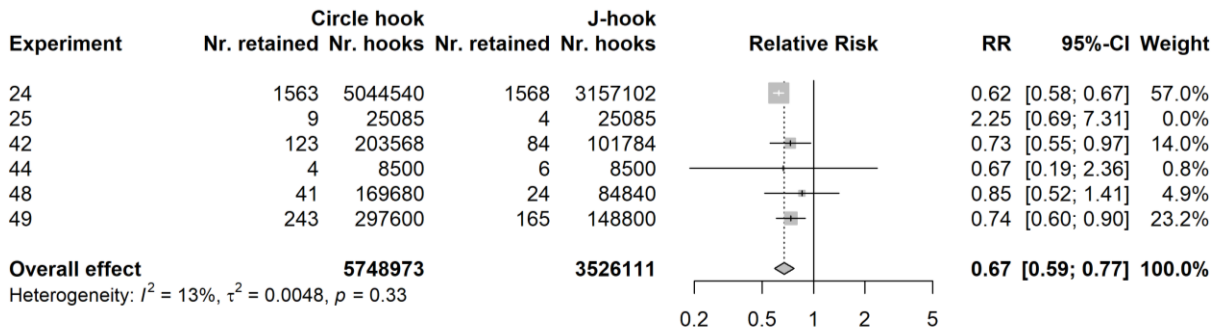 Circle hook J-hook
Experiment Nr. retained Nr. hooks Nr. retained Nr. hooks Relative Risk RR 95%-CI Weight
24 1563 5044540 1568 3157102 0.62 [0.58; 0.67] 57.0%
25 9 25085 4 25085 2.25 [0.69; 7.31] 0.0%
42 123 203568 84 101784 0.73 [0.55; 0.97] 14.0%
44 4 8500 6 8500 0.67 [0.19; 2.36] 0.8%
48 41 169680 24 84840 0.85 [0.52; 1.41] 4.9%
49 243 297600 165 148800 0.74 [0.60; 0.90] 23.2%
Overall effect 5748973 3526111 0.67 [0.59; 0.77] 100.0%
Heterogeneity: I² = 13%, τ² = 0.0048, p = 0.33
0.2 0.5 1 2 5